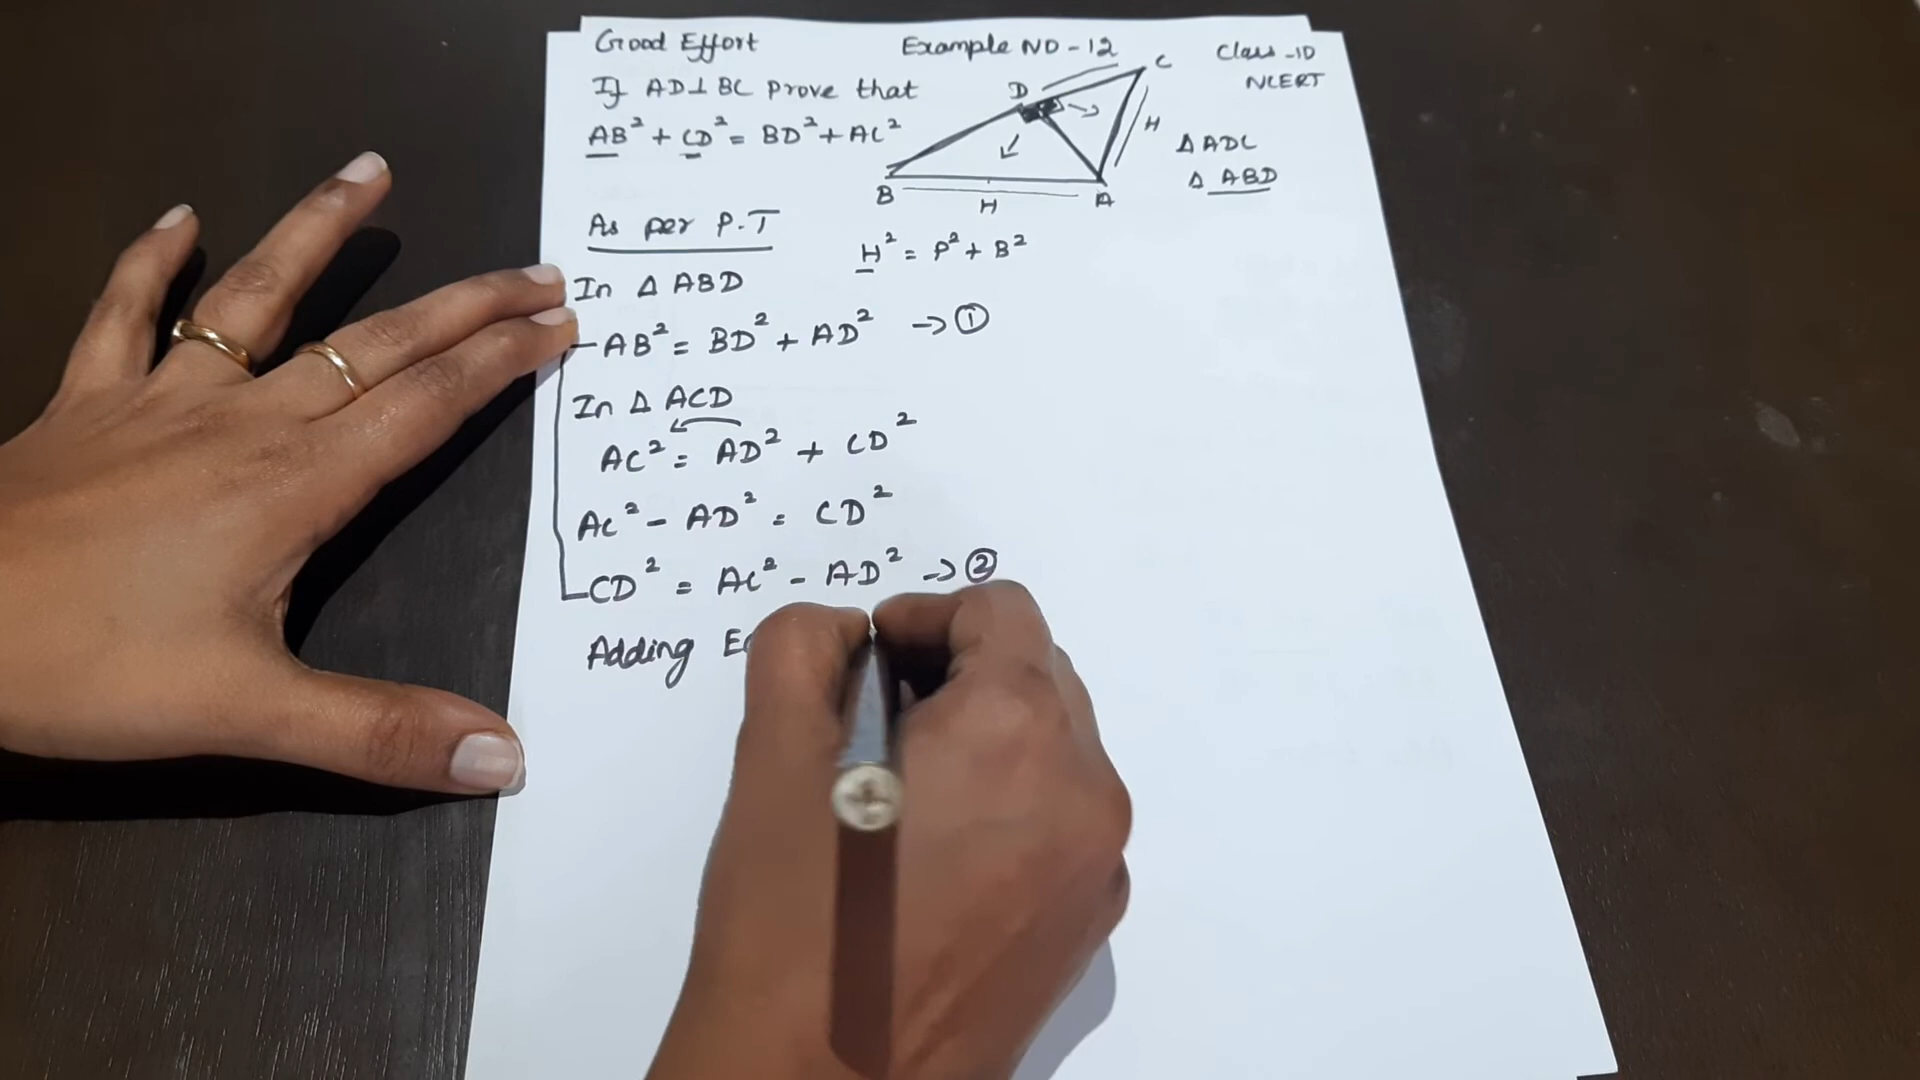 Good Effort
Example NO - 12
Class - 10
NCERT
If AD⊥BC prove that
AB² + CD² = BD² + AC²
D
C
H
B
H
A
Δ ADC
Δ ABD
As per P.T
H² = P² + B²
In Δ ABD
AB² = BD² + AD² → ①
In Δ ACD
AC² = AD² + CD²
AC² - AD² = CD²
CD² = AC² - AD² → ②
Adding